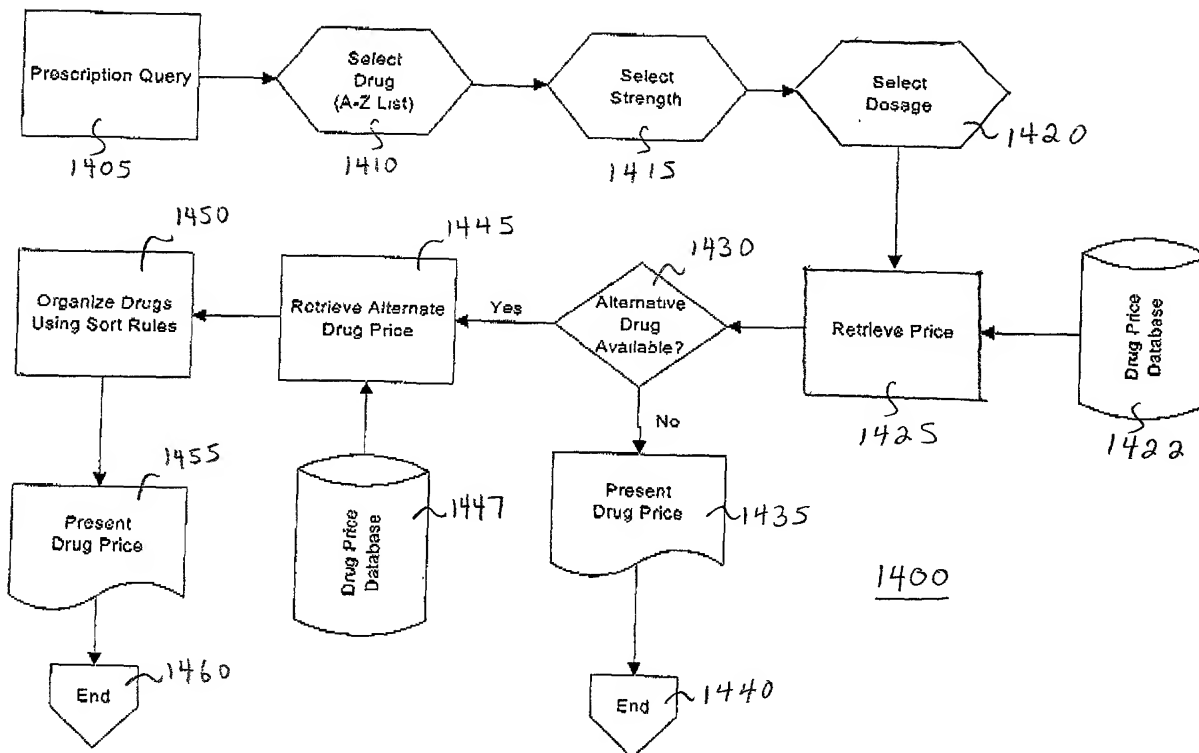 Prescription Query
1405
Select
Drug
(A-Z List)
1410
Select
Strength
1415
Select
Dosage
1420
1450
Organize Drugs
Using Sort Rules
1445
Retrieve Alternate
Drug Price
Yes
1430
Alternative
Drug
Available?
No
Retrieve Price
1425
Drug Price
Database
1422
1455
Present
Drug Price
Drug Price
Database
1447
Present
Drug Price
1435
1400
End
1460
End
1440